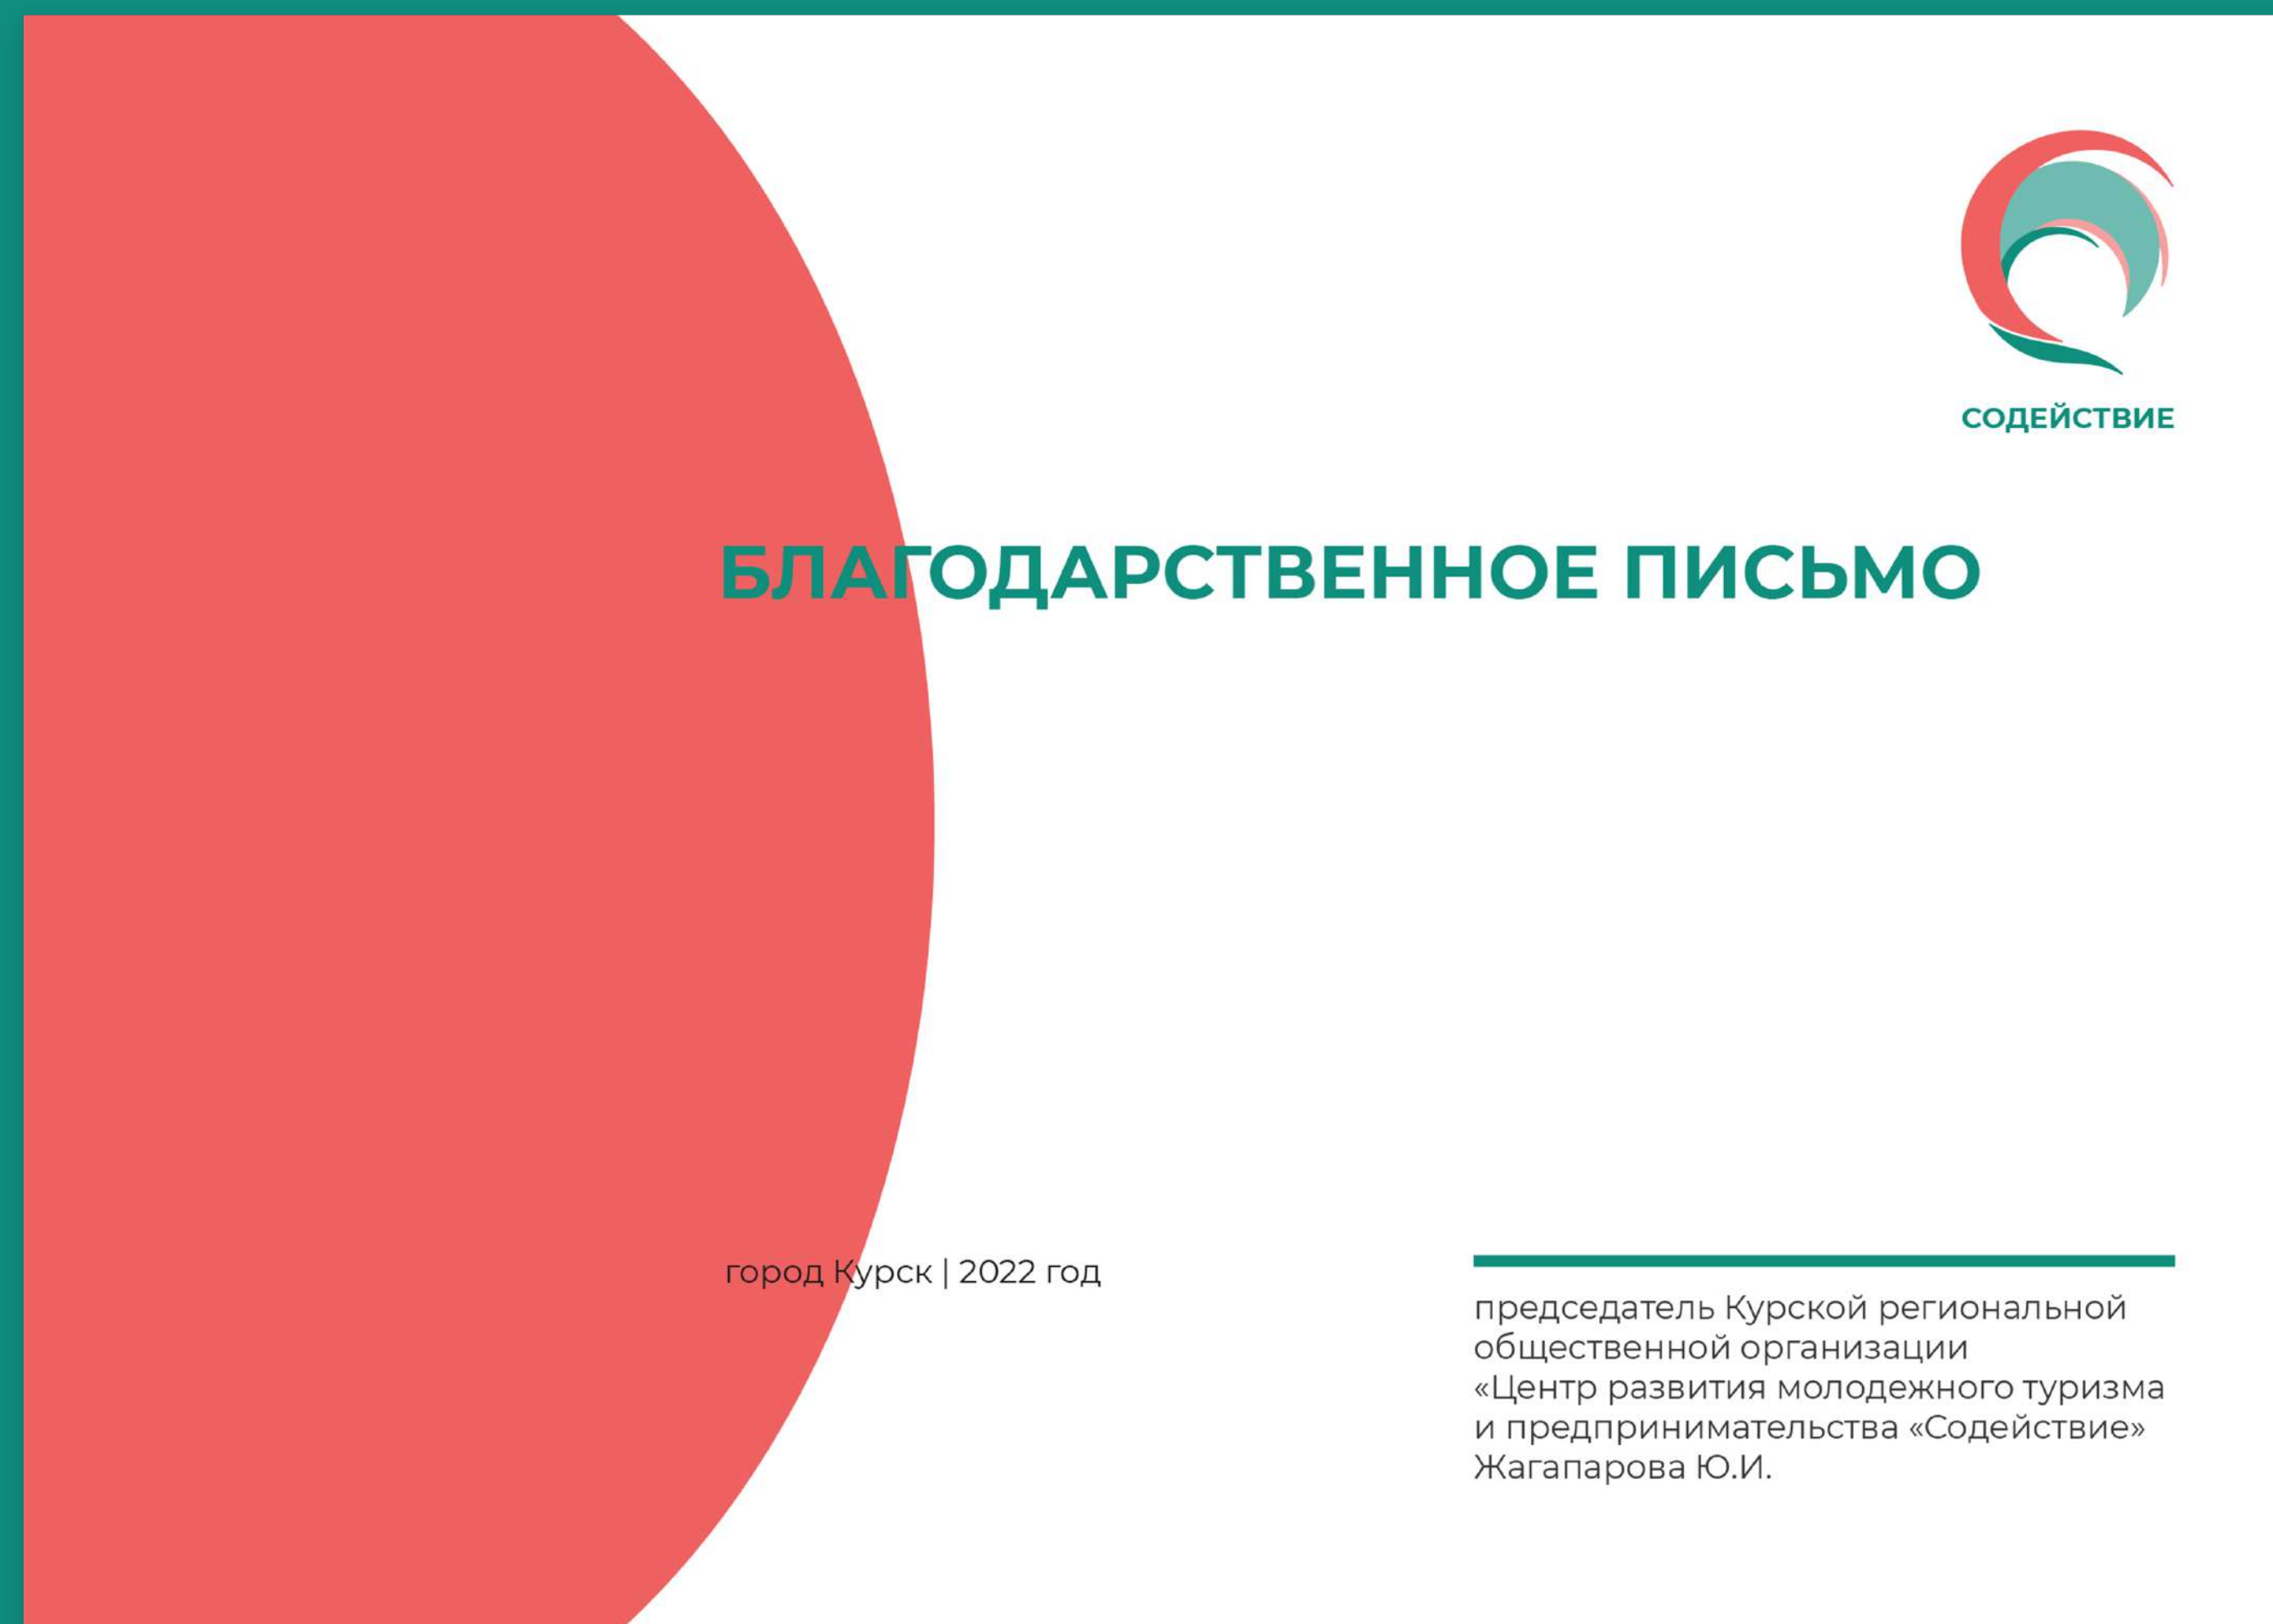 СОДЕЙСТВИЕ
БЛАГОДАРСТВЕННОЕ ПИСЬМО
город Курск | 2022 год
председатель Курской региональной
общественной организации
«Центр развития молодежного туризма
и предпринимательства «Содействие»
Жагапарова Ю.И.